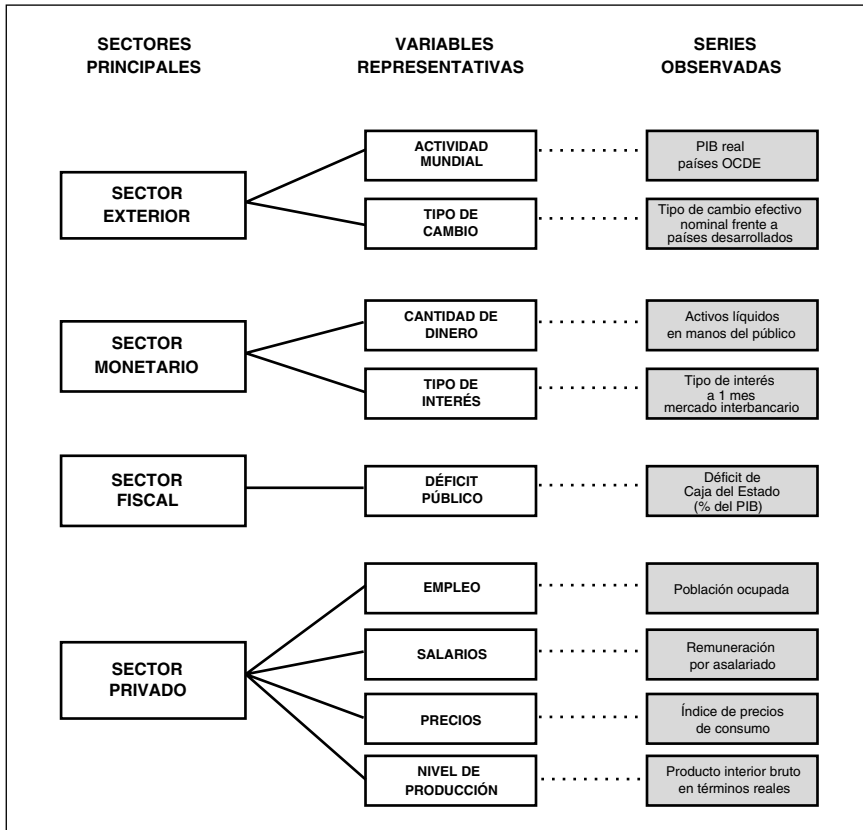 SECTORES
PRINCIPALES
VARIABLES
REPRESENTATIVAS
SERIES
OBSERVADAS
SECTOR
EXTERIOR
ACTIVIDAD
MUNDIAL
PIB real
países OCDE
TIPO DE
CAMBIO
Tipo de cambio efectivo
nominal frente a
países desarrollados
SECTOR
MONETARIO
CANTIDAD DE
DINERO
Activos líquidos
en manos del público
TIPO DE
INTERÉS
Tipo de interés
a 1 mes
mercado interbancario
SECTOR
FISCAL
DÉFICIT
PÚBLICO
Déficit de
Caja del Estado
(% del PIB)
SECTOR
PRIVADO
EMPLEO
Población ocupada
SALARIOS
Remuneración
por asalariado
PRECIOS
Índice de precios
de consumo
NIVEL DE
PRODUCCIÓN
Producto interior bruto
en términos reales